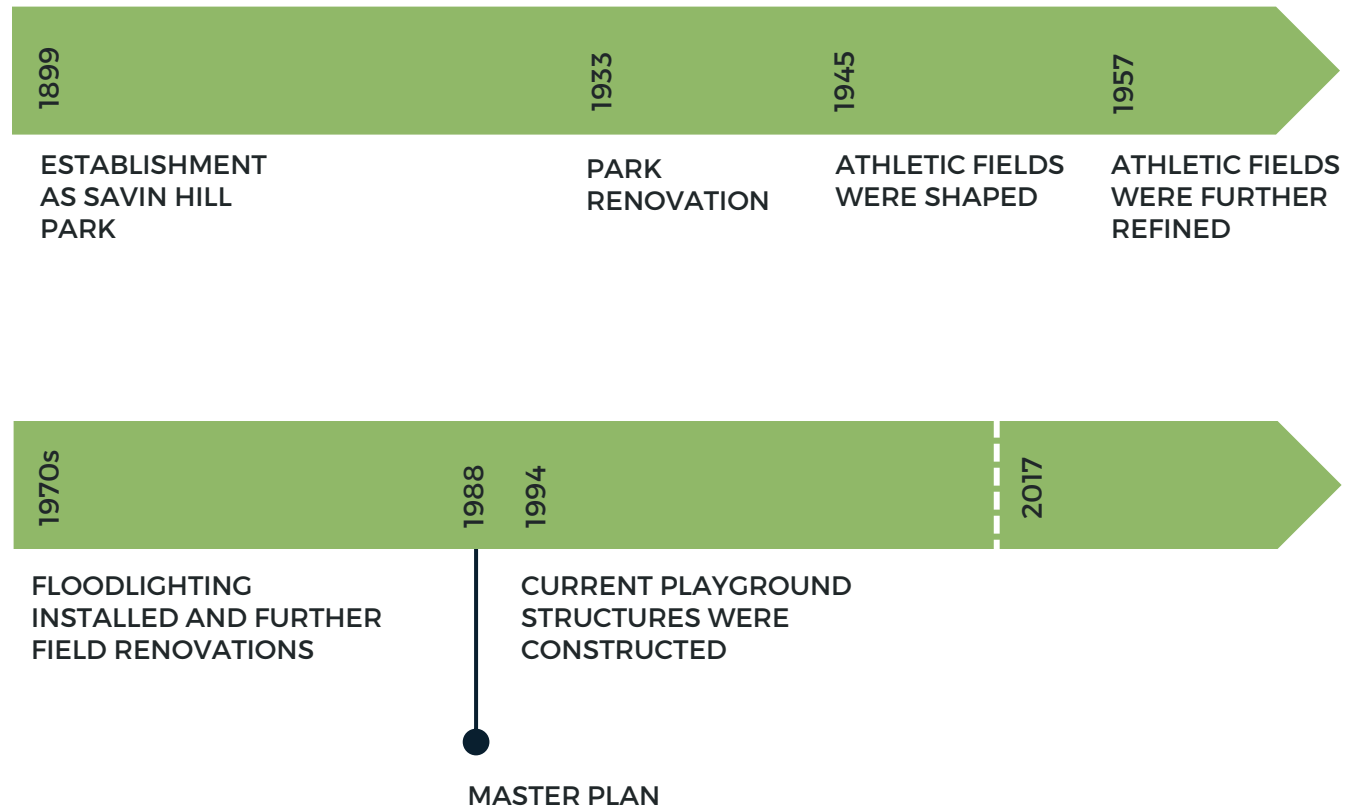 1899
ESTABLISHMENT
AS SAVIN HILL
PARK
1933
PARK
RENOVATION
1945
ATHLETIC FIELDS
WERE SHAPED
1957
ATHLETIC FIELDS
WERE FURTHER
REFINED
1970s
FLOODLIGHTING
INSTALLED AND FURTHER
FIELD RENOVATIONS
1988
MASTER PLAN
1994
CURRENT PLAYGROUND
STRUCTURES WERE
CONSTRUCTED
2017